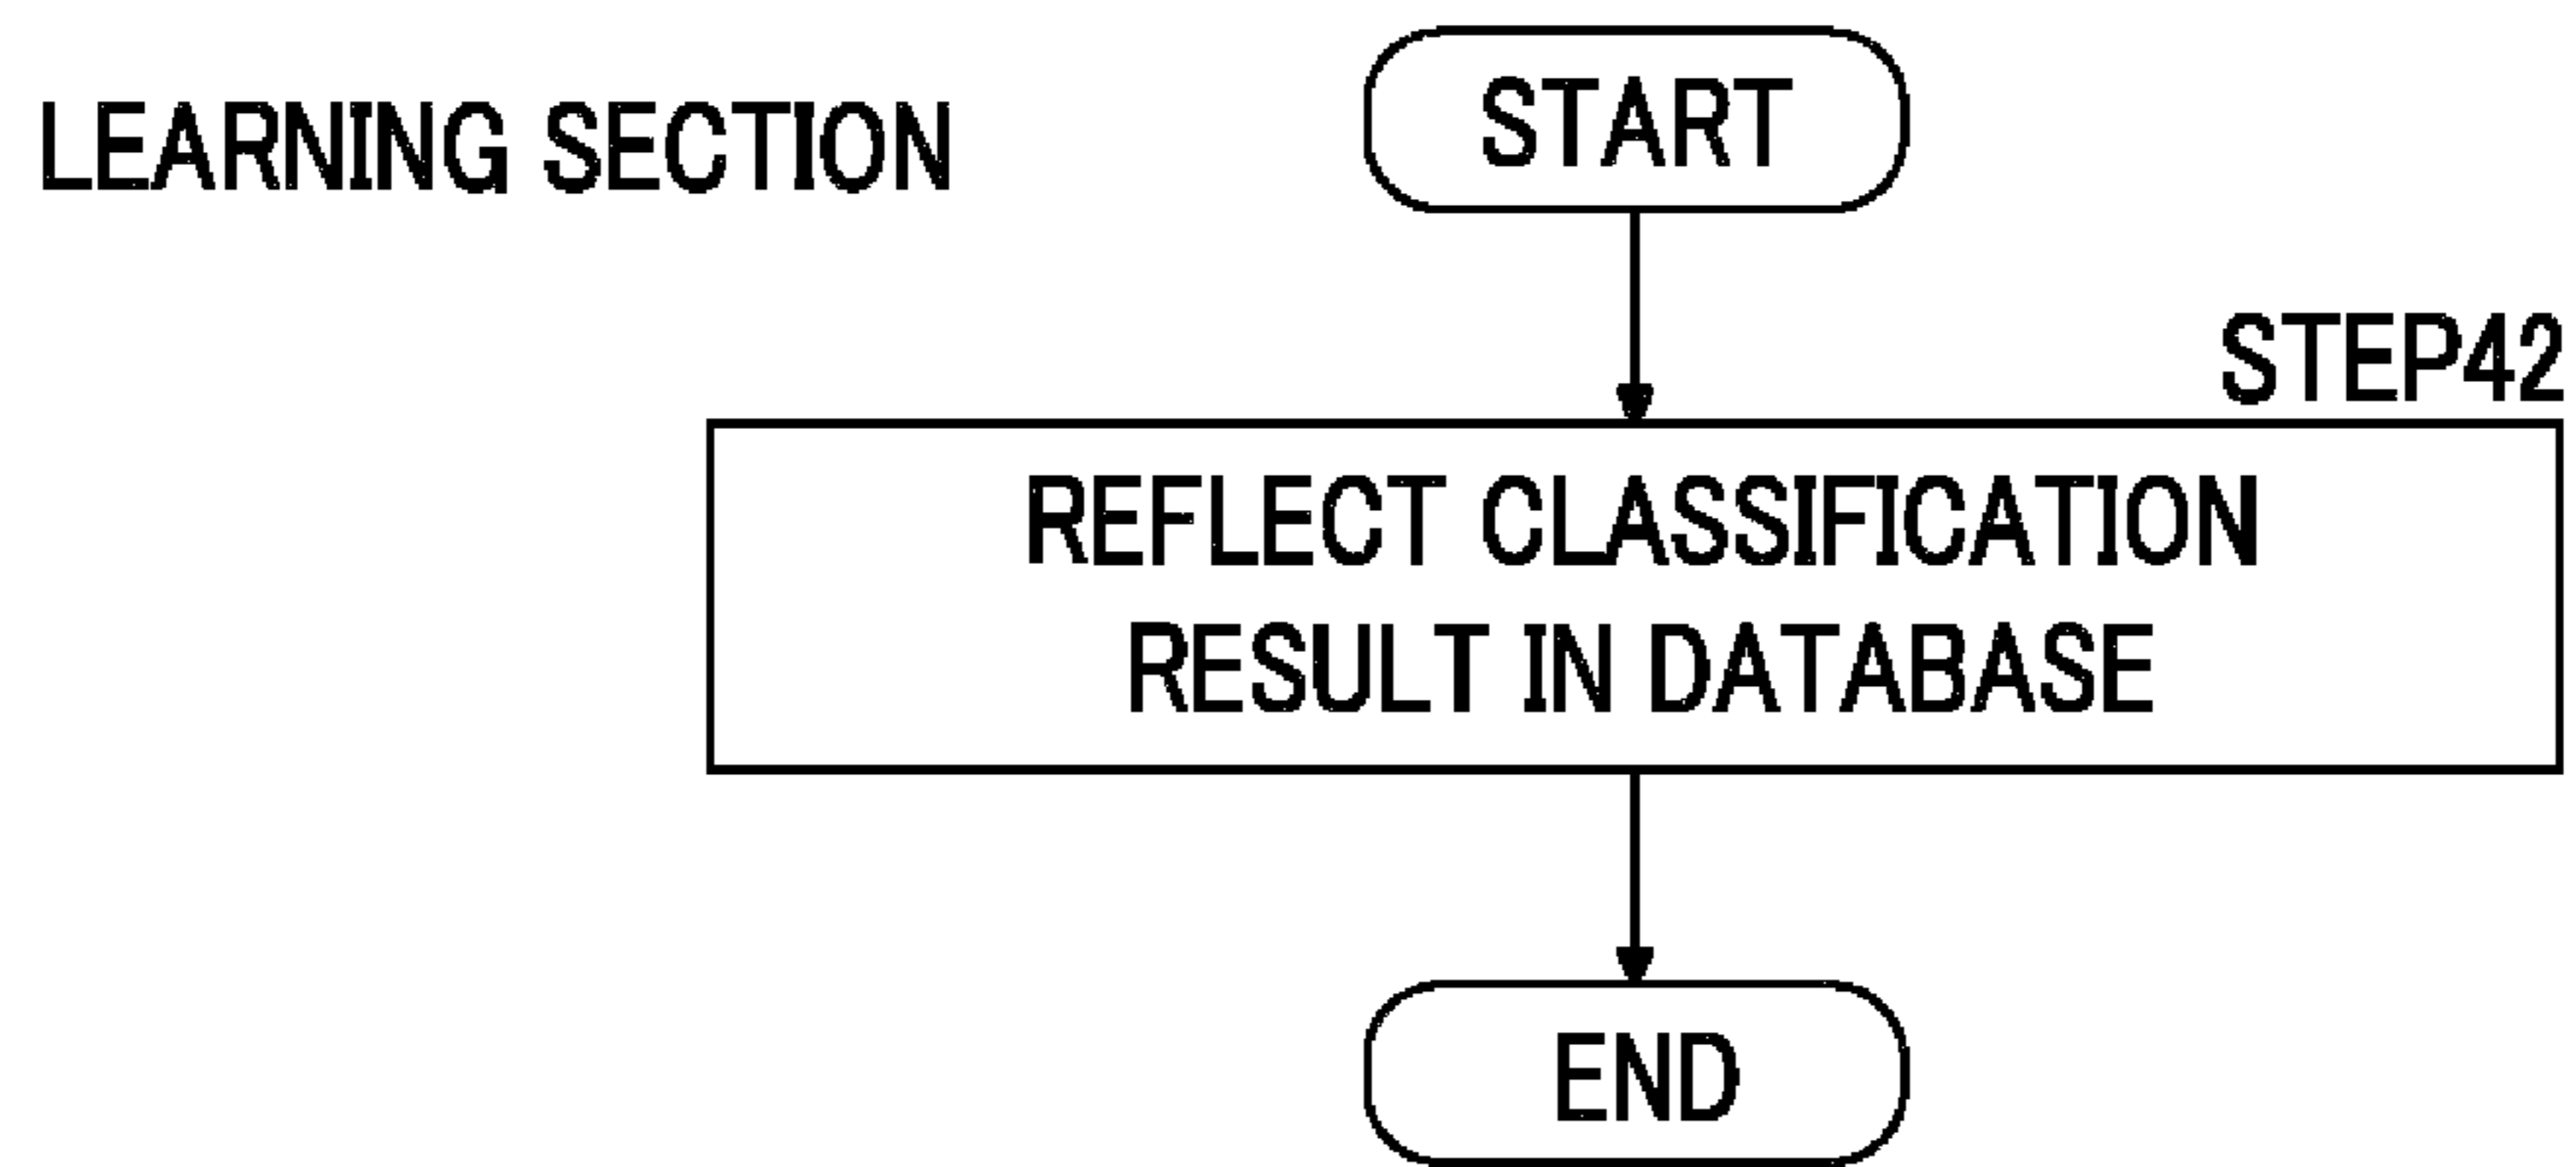 LEARNING SECTION
START
STEP42
REFLECT CLASSIFICATION
RESULT IN DATABASE
END